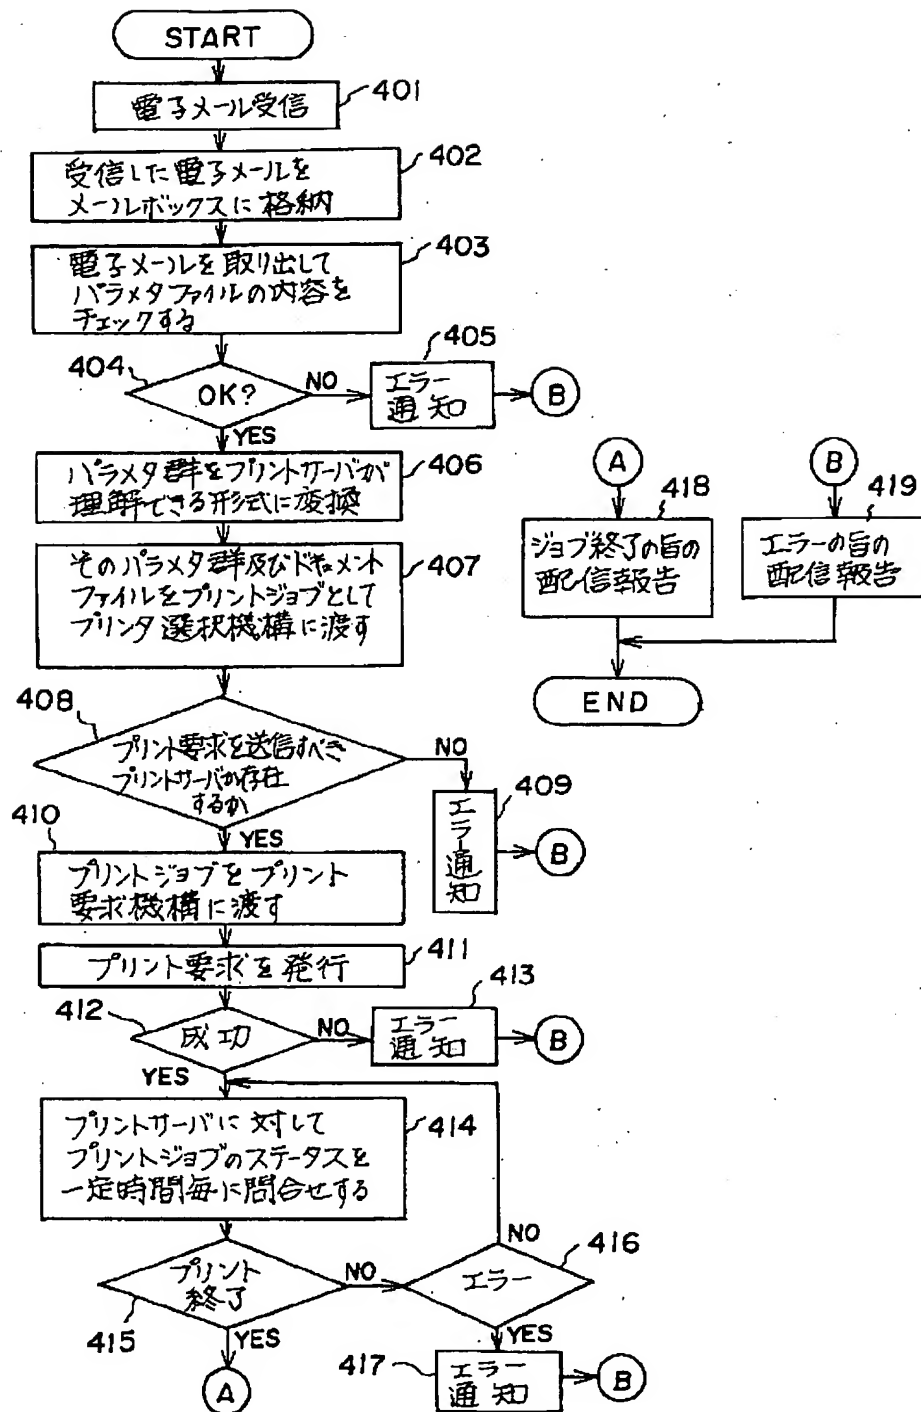 START
401
電子メール受信
402
受信した電子メールを
メールボックスに格納
403
電子メールを取り出して
パラメタファイルの内容を
チェックする
404
OK?
NO
405
エラー
通知
B
YES
406
パラメタ群をプリントサーバが
理解できる形式に変換
407
そのパラメタ群及びドキュメント
ファイルをプリントジョブとして
プリンタ選択機構に渡す
408
プリント要求を送信すべき
プリントサーバが存在
するか
NO
409
エラー通知
B
YES
410
プリントジョブをプリント
要求機構に渡す
411
プリント要求を発行
412
成功
NO
413
エラー
通知
B
YES
414
プリントサーバに対して
プリントジョブのステータスを
一定時間毎に問合せする
415
プリント
終了
NO
416
エラー
NO
YES
417
エラー
通知
B
YES
A
A
418
ジョブ終了の旨の
配信報告
B
419
エラーの旨の
配信報告
END